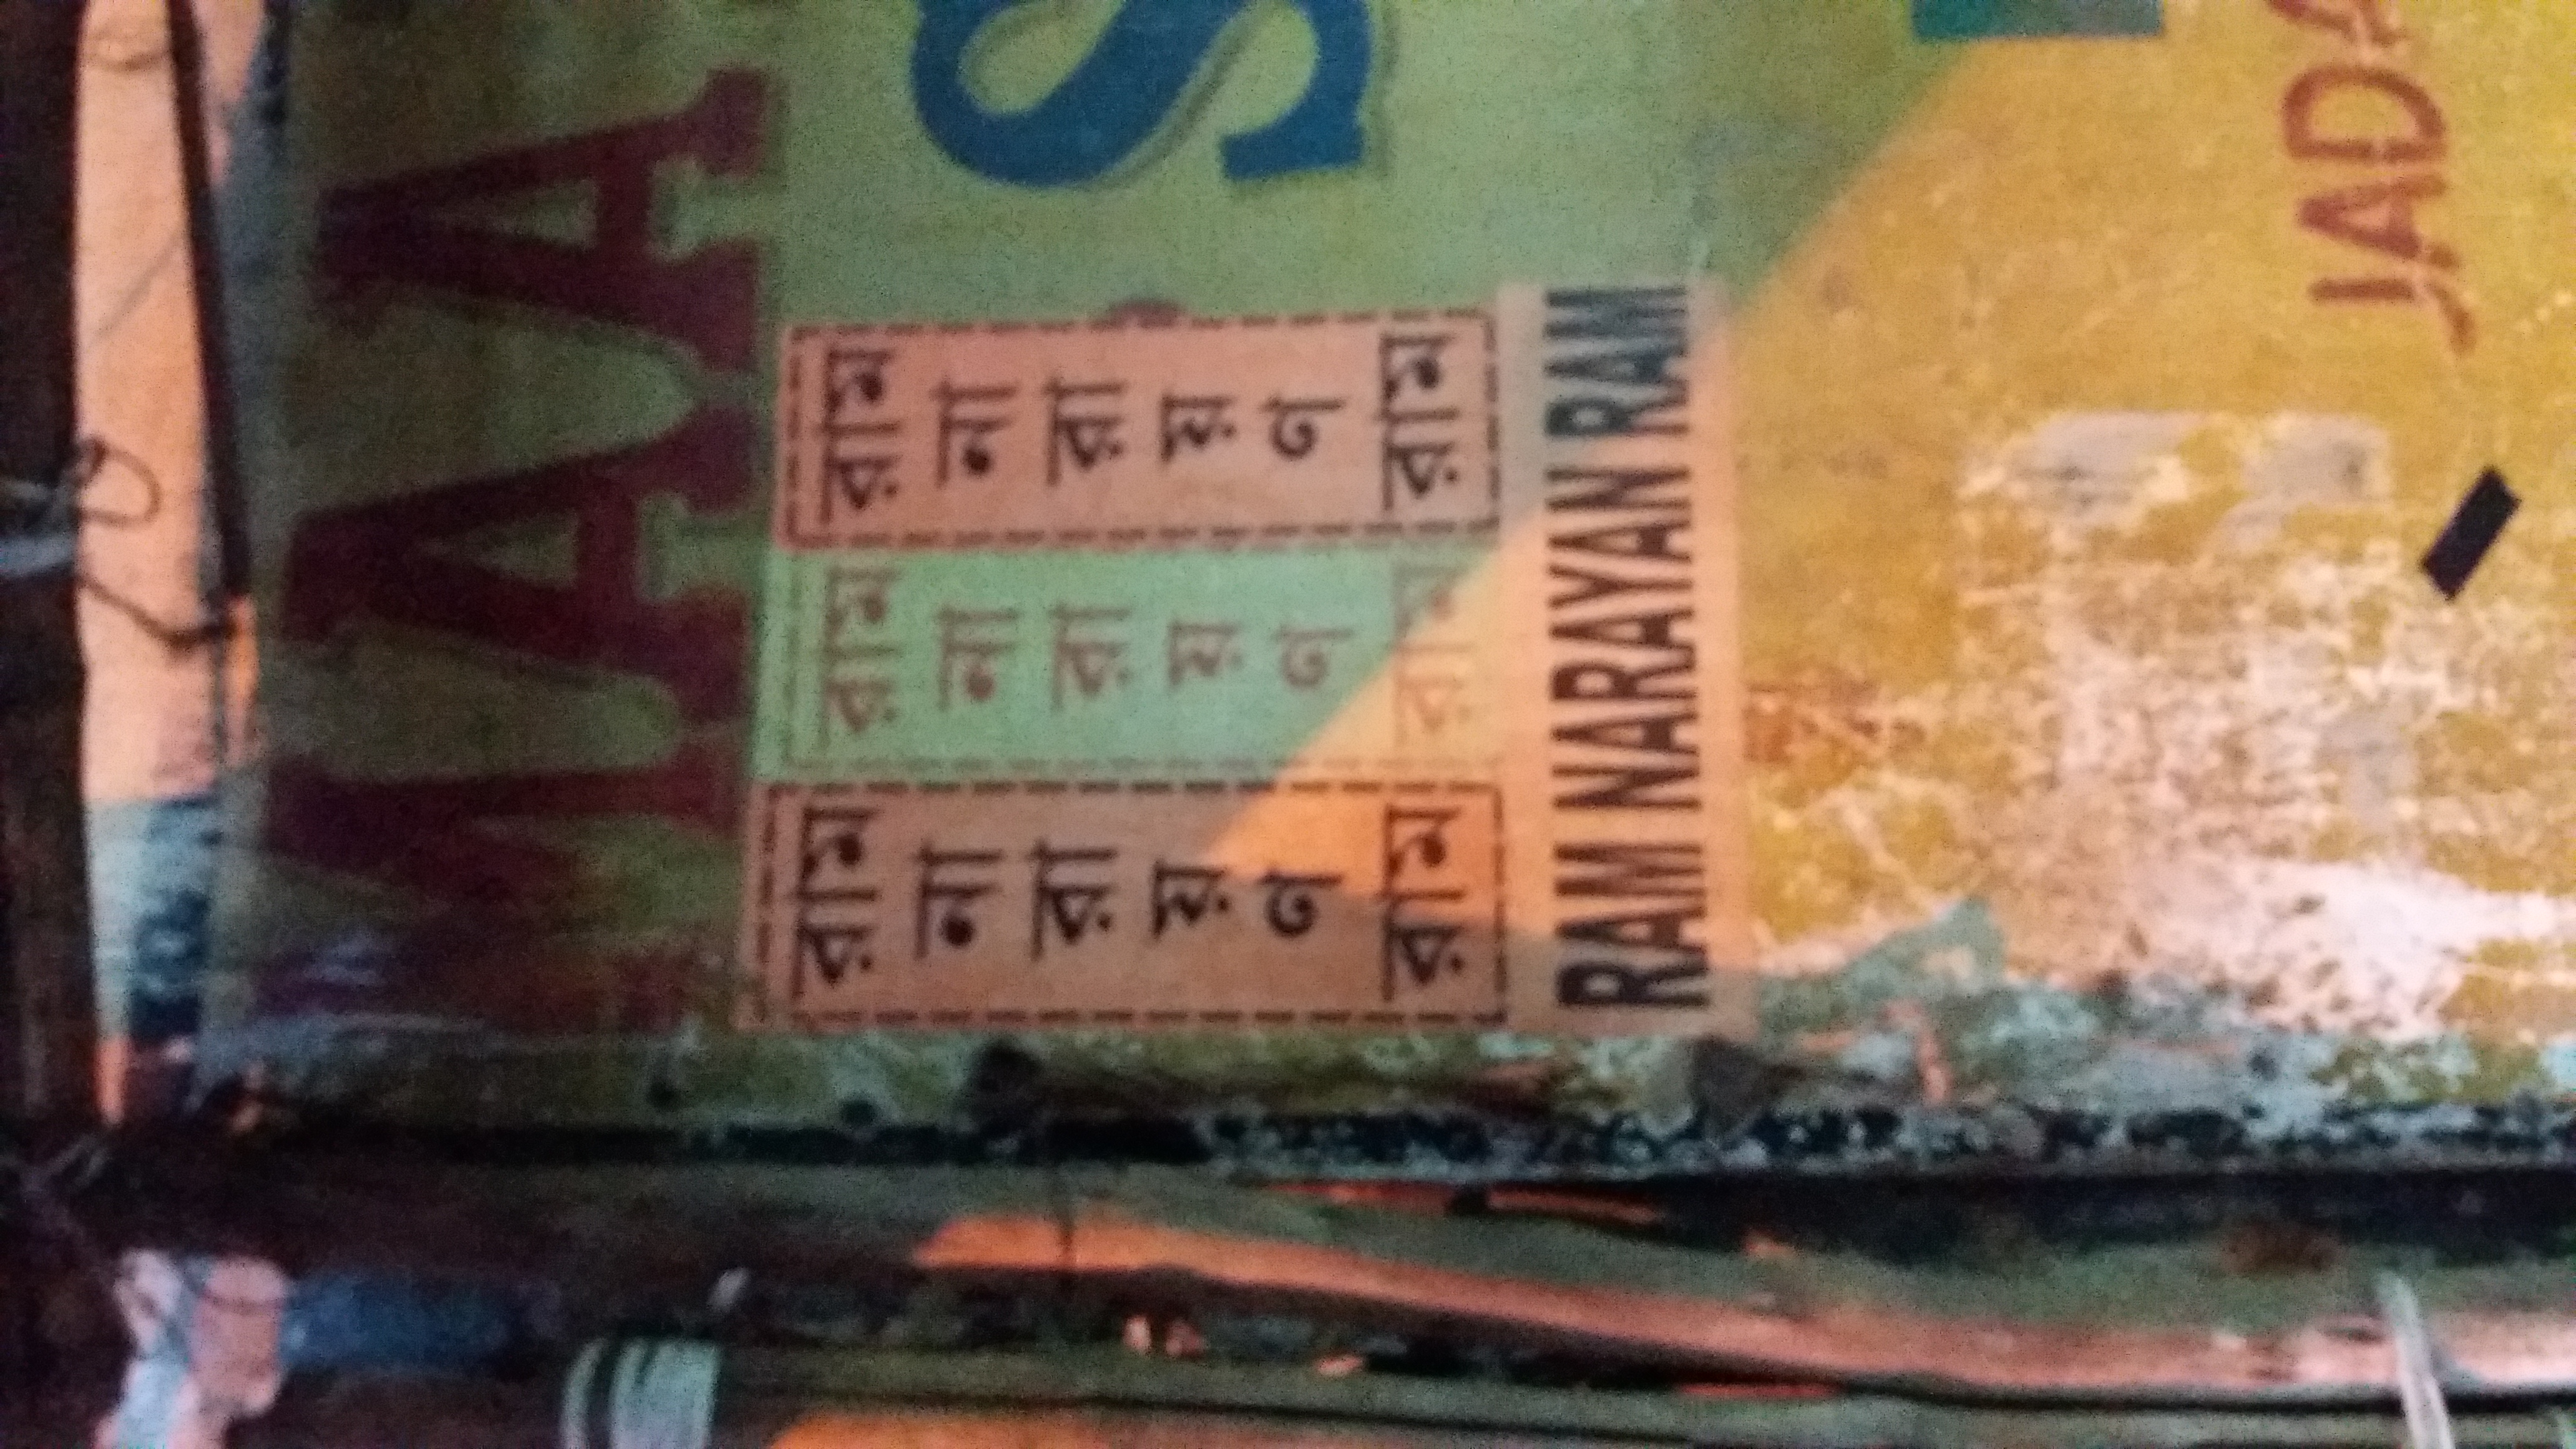 MAA
রাম রাম রাম
না না না
রা রা রা
য় য় য়
ণ ণ ণ
রাম রাম রাম
RAM NARAYAN RAM
S
JADA